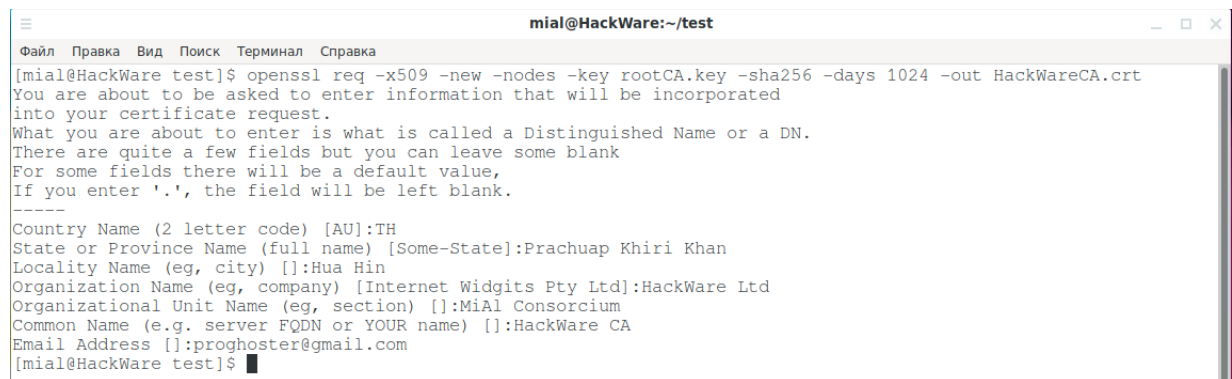 mial@HackWare:~/test
Файл Правка Вид Поиск Терминал Справка
[mial@HackWare test]$ openssl req -x509 -new -nodes -key rootCA.key -sha256 -days 1024 -out HackWareCA.crt
You are about to be asked to enter information that will be incorporated
into your certificate request.
What you are about to enter is what is called a Distinguished Name or a DN.
There are quite a few fields but you can leave some blank
For some fields there will be a default value,
If you enter '.', the field will be left blank.
-----
Country Name (2 letter code) [AU]:TH
State or Province Name (full name) [Some-State]:Prachuap Khiri Khan
Locality Name (eg, city) []:Hua Hin
Organization Name (eg, company) [Internet Widgits Pty Ltd]:HackWare Ltd
Organizational Unit Name (eg, section) []:MiAl Consorcium
Common Name (e.g. server FQDN or YOUR name) []:HackWare CA
Email Address []:proghoster@gmail.com
[mial@HackWare test]$